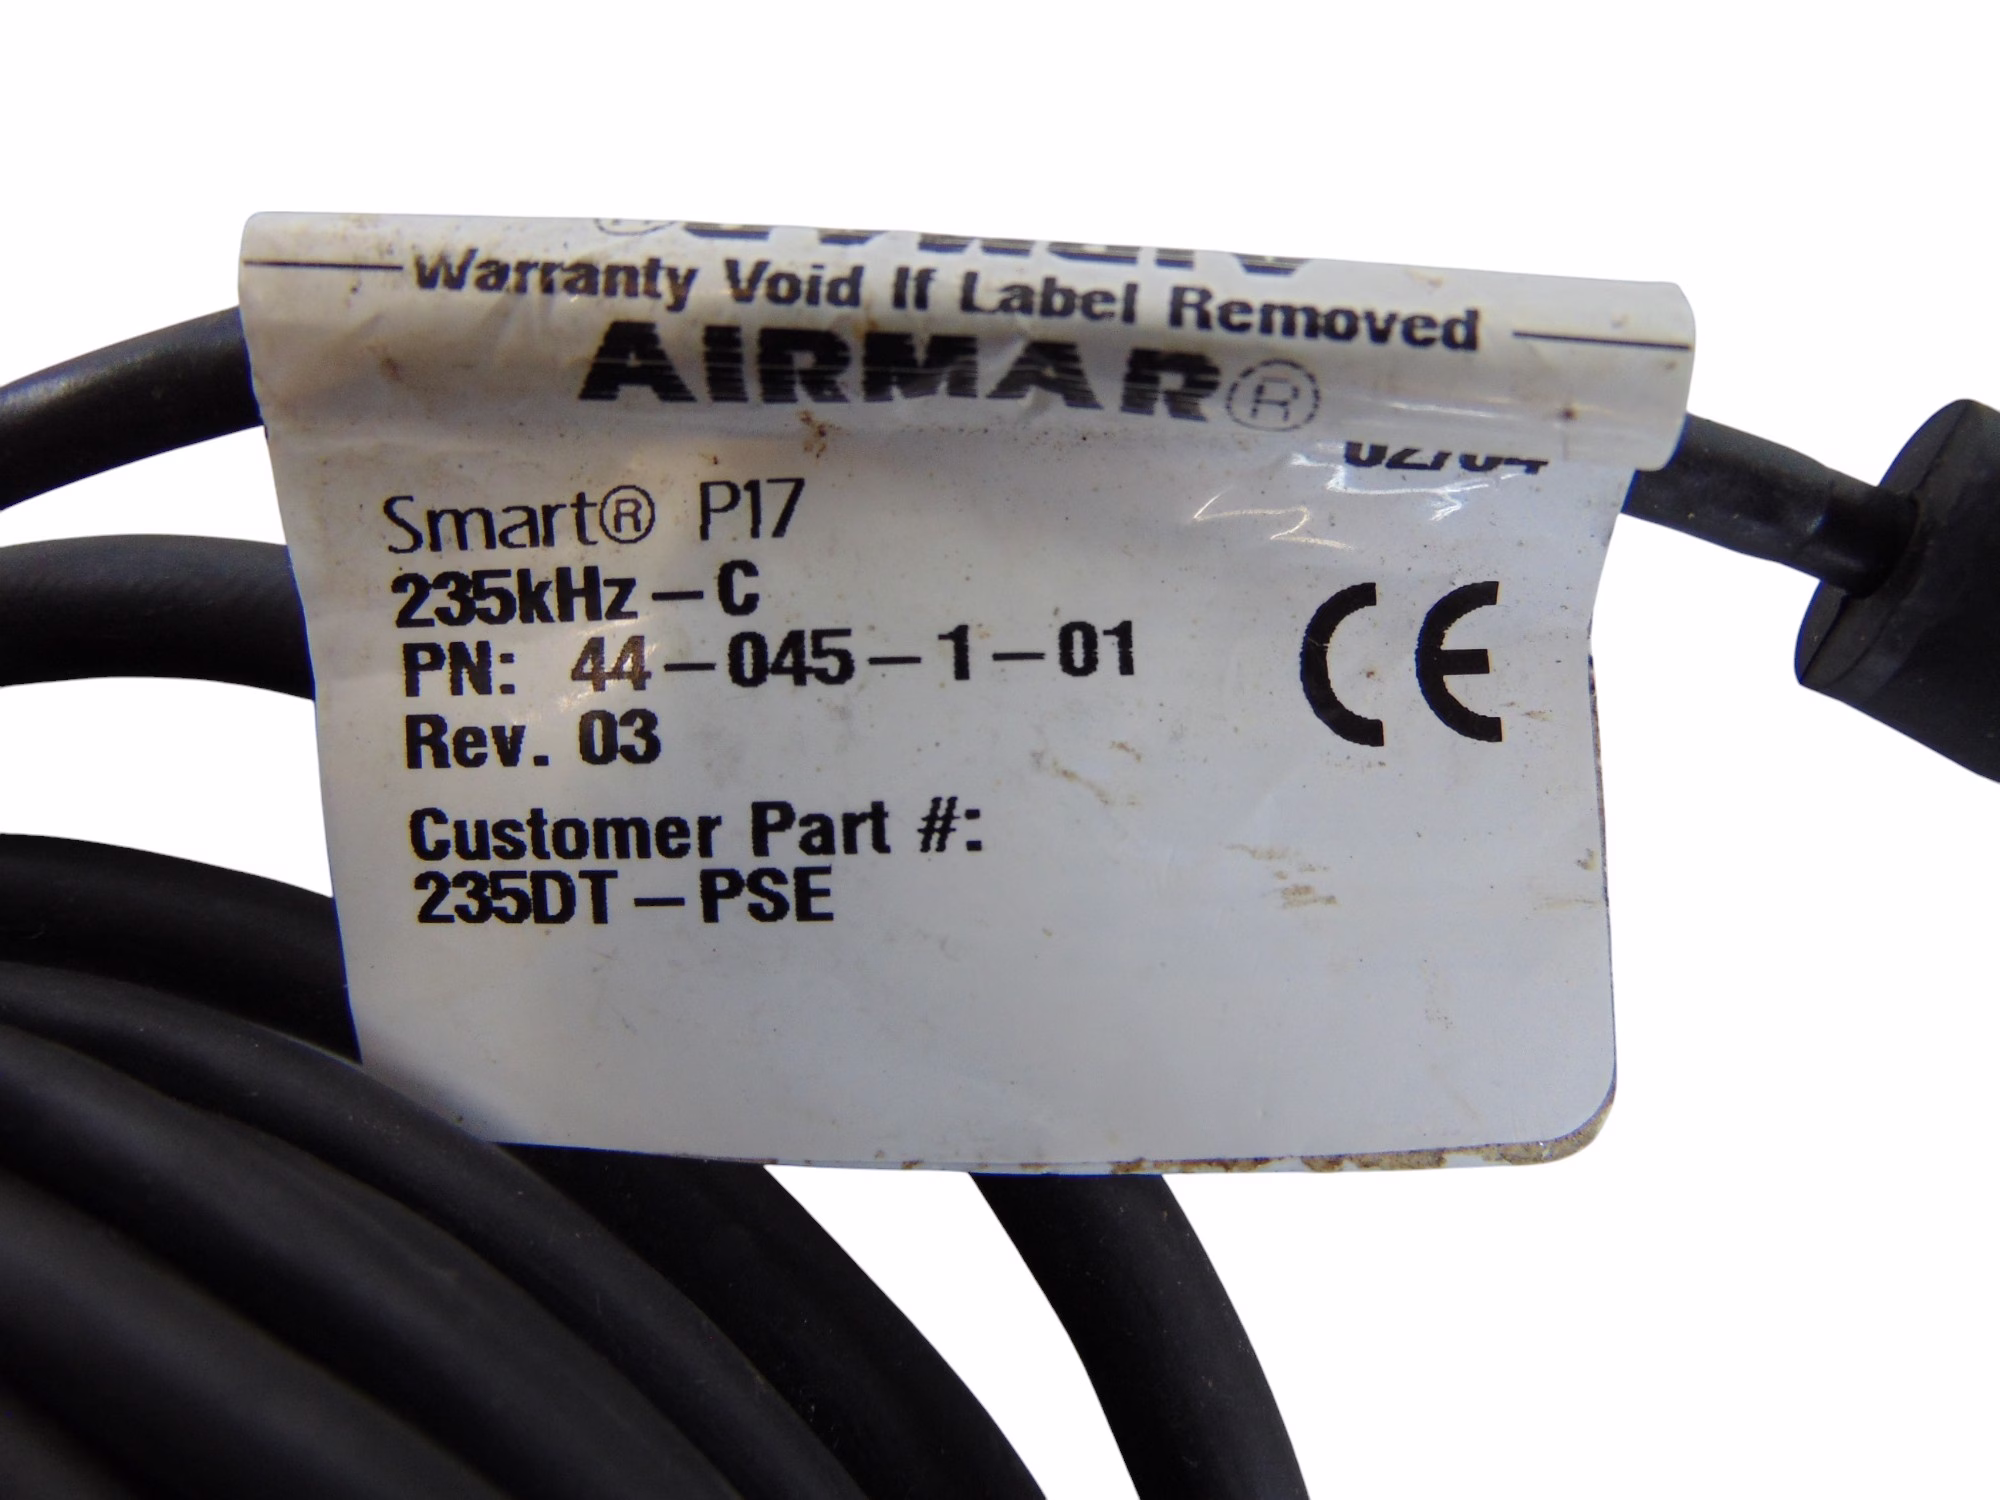 Warranty Void If Label Removed
AIRMAR®
Smart® P17
235kHz-C
PN: 44-045-1-01
Rev. 03
Customer Part #:
235DT-PSE
CE